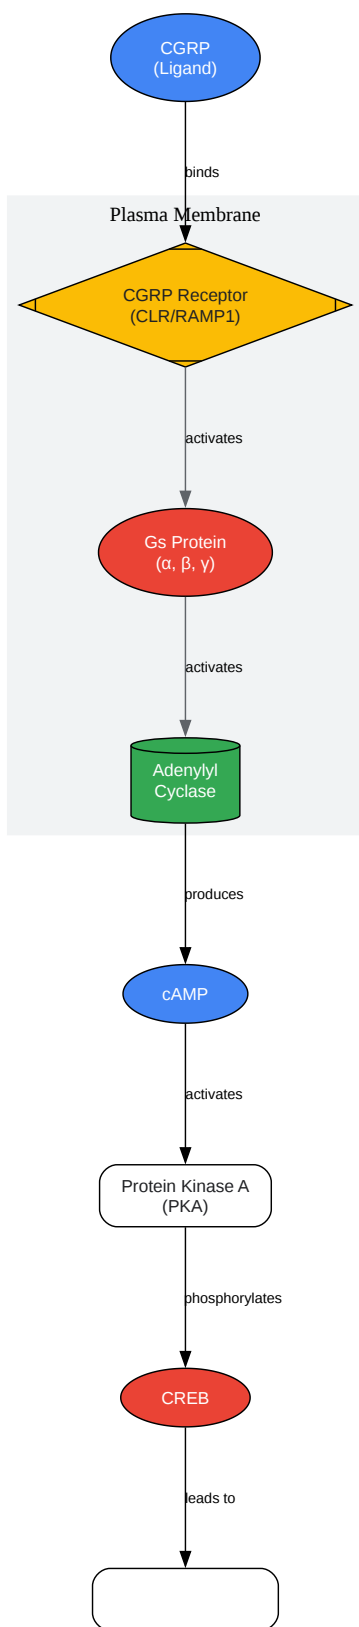 CGRP
(Ligand)
binds
Plasma Membrane
CGRP Receptor
(CLR/RAMP1)
activates
Gs Protein
(α, β, γ)
activates
Adenylyl
Cyclase
produces
cAMP
activates
Protein Kinase A
(PKA)
phosphorylates
CREB
leads to